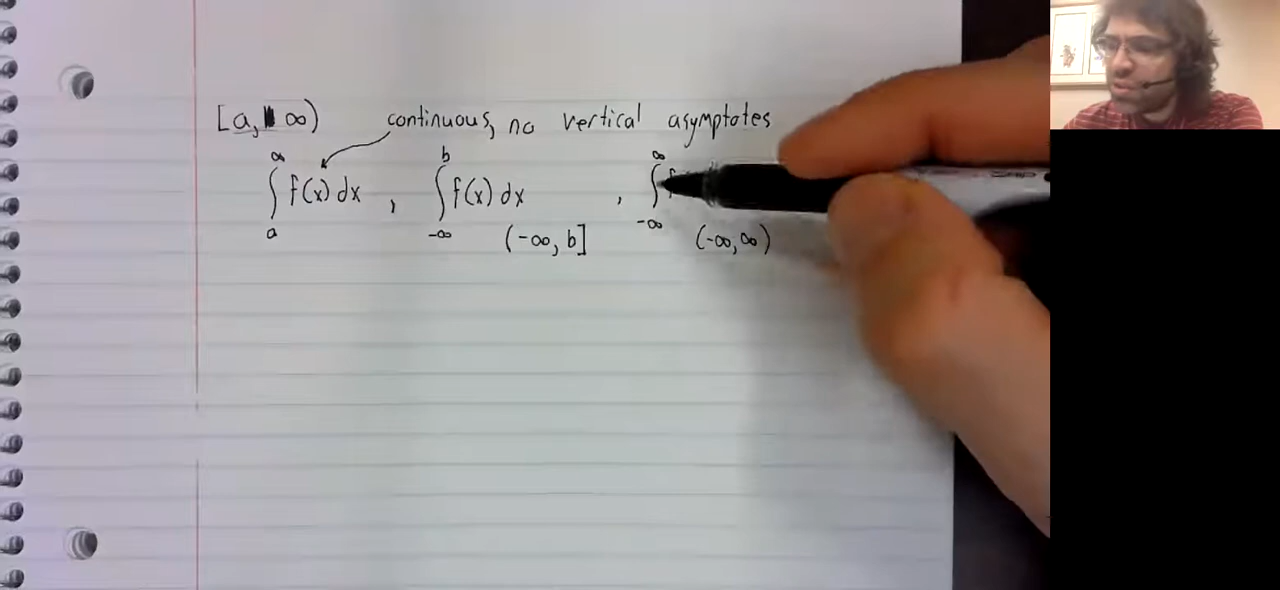 [a, ∞) continuous, no vertical asymptotes
∫_a^∞ f(x) dx , ∫_{-∞}^b f(x) dx , ∫_{-∞}^∞ f
(-∞, b] (-∞, ∞)